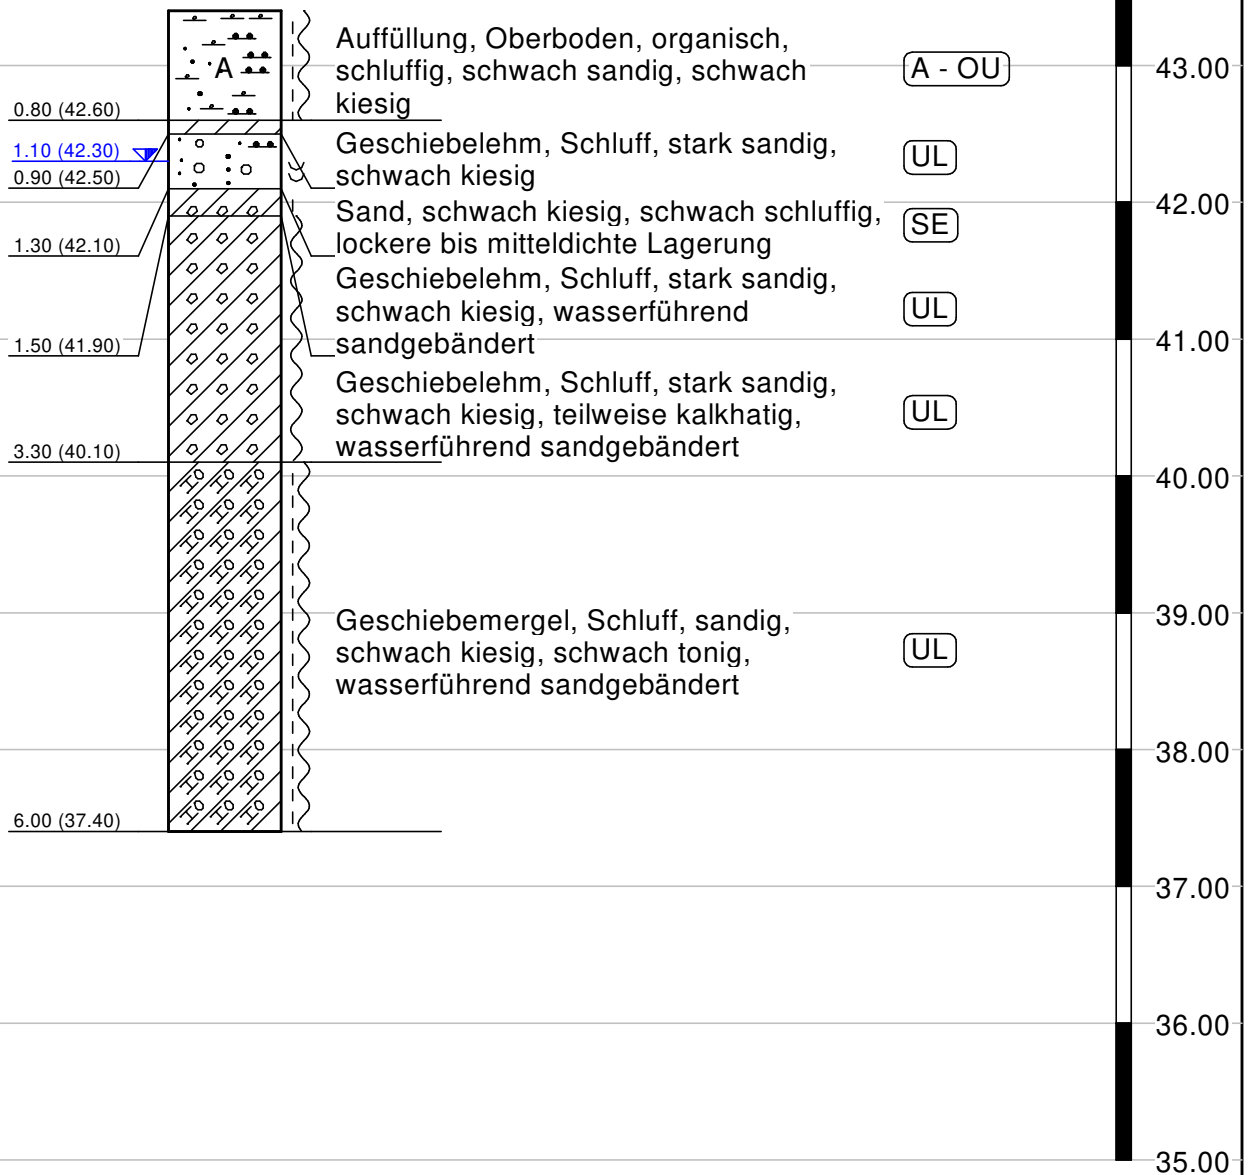 Auffüllung, Oberboden, organisch,
schluffig, schwach sandig, schwach
kiesig
A - OU
A
43.00
0.80 (42.60)
Geschiebelehm, Schluff, stark sandig,
schwach kiesig
UL
1.10 (42.30)
0.90 (42.50)
42.00
Sand, schwach kiesig, schwach schluffig,
lockere bis mitteldichte Lagerung
SE
1.30 (42.10)
Geschiebelehm, Schluff, stark sandig,
schwach kiesig, wasserführend
sandgebändert
UL
1.50 (41.90)
41.00
Geschiebelehm, Schluff, stark sandig,
schwach kiesig, teilweise kalkhatig,
wasserführend sandgebändert
UL
3.30 (40.10)
40.00
39.00
Geschiebemergel, Schluff, sandig,
schwach kiesig, schwach tonig,
wasserführend sandgebändert
UL
38.00
6.00 (37.40)
37.00
36.00
35.00